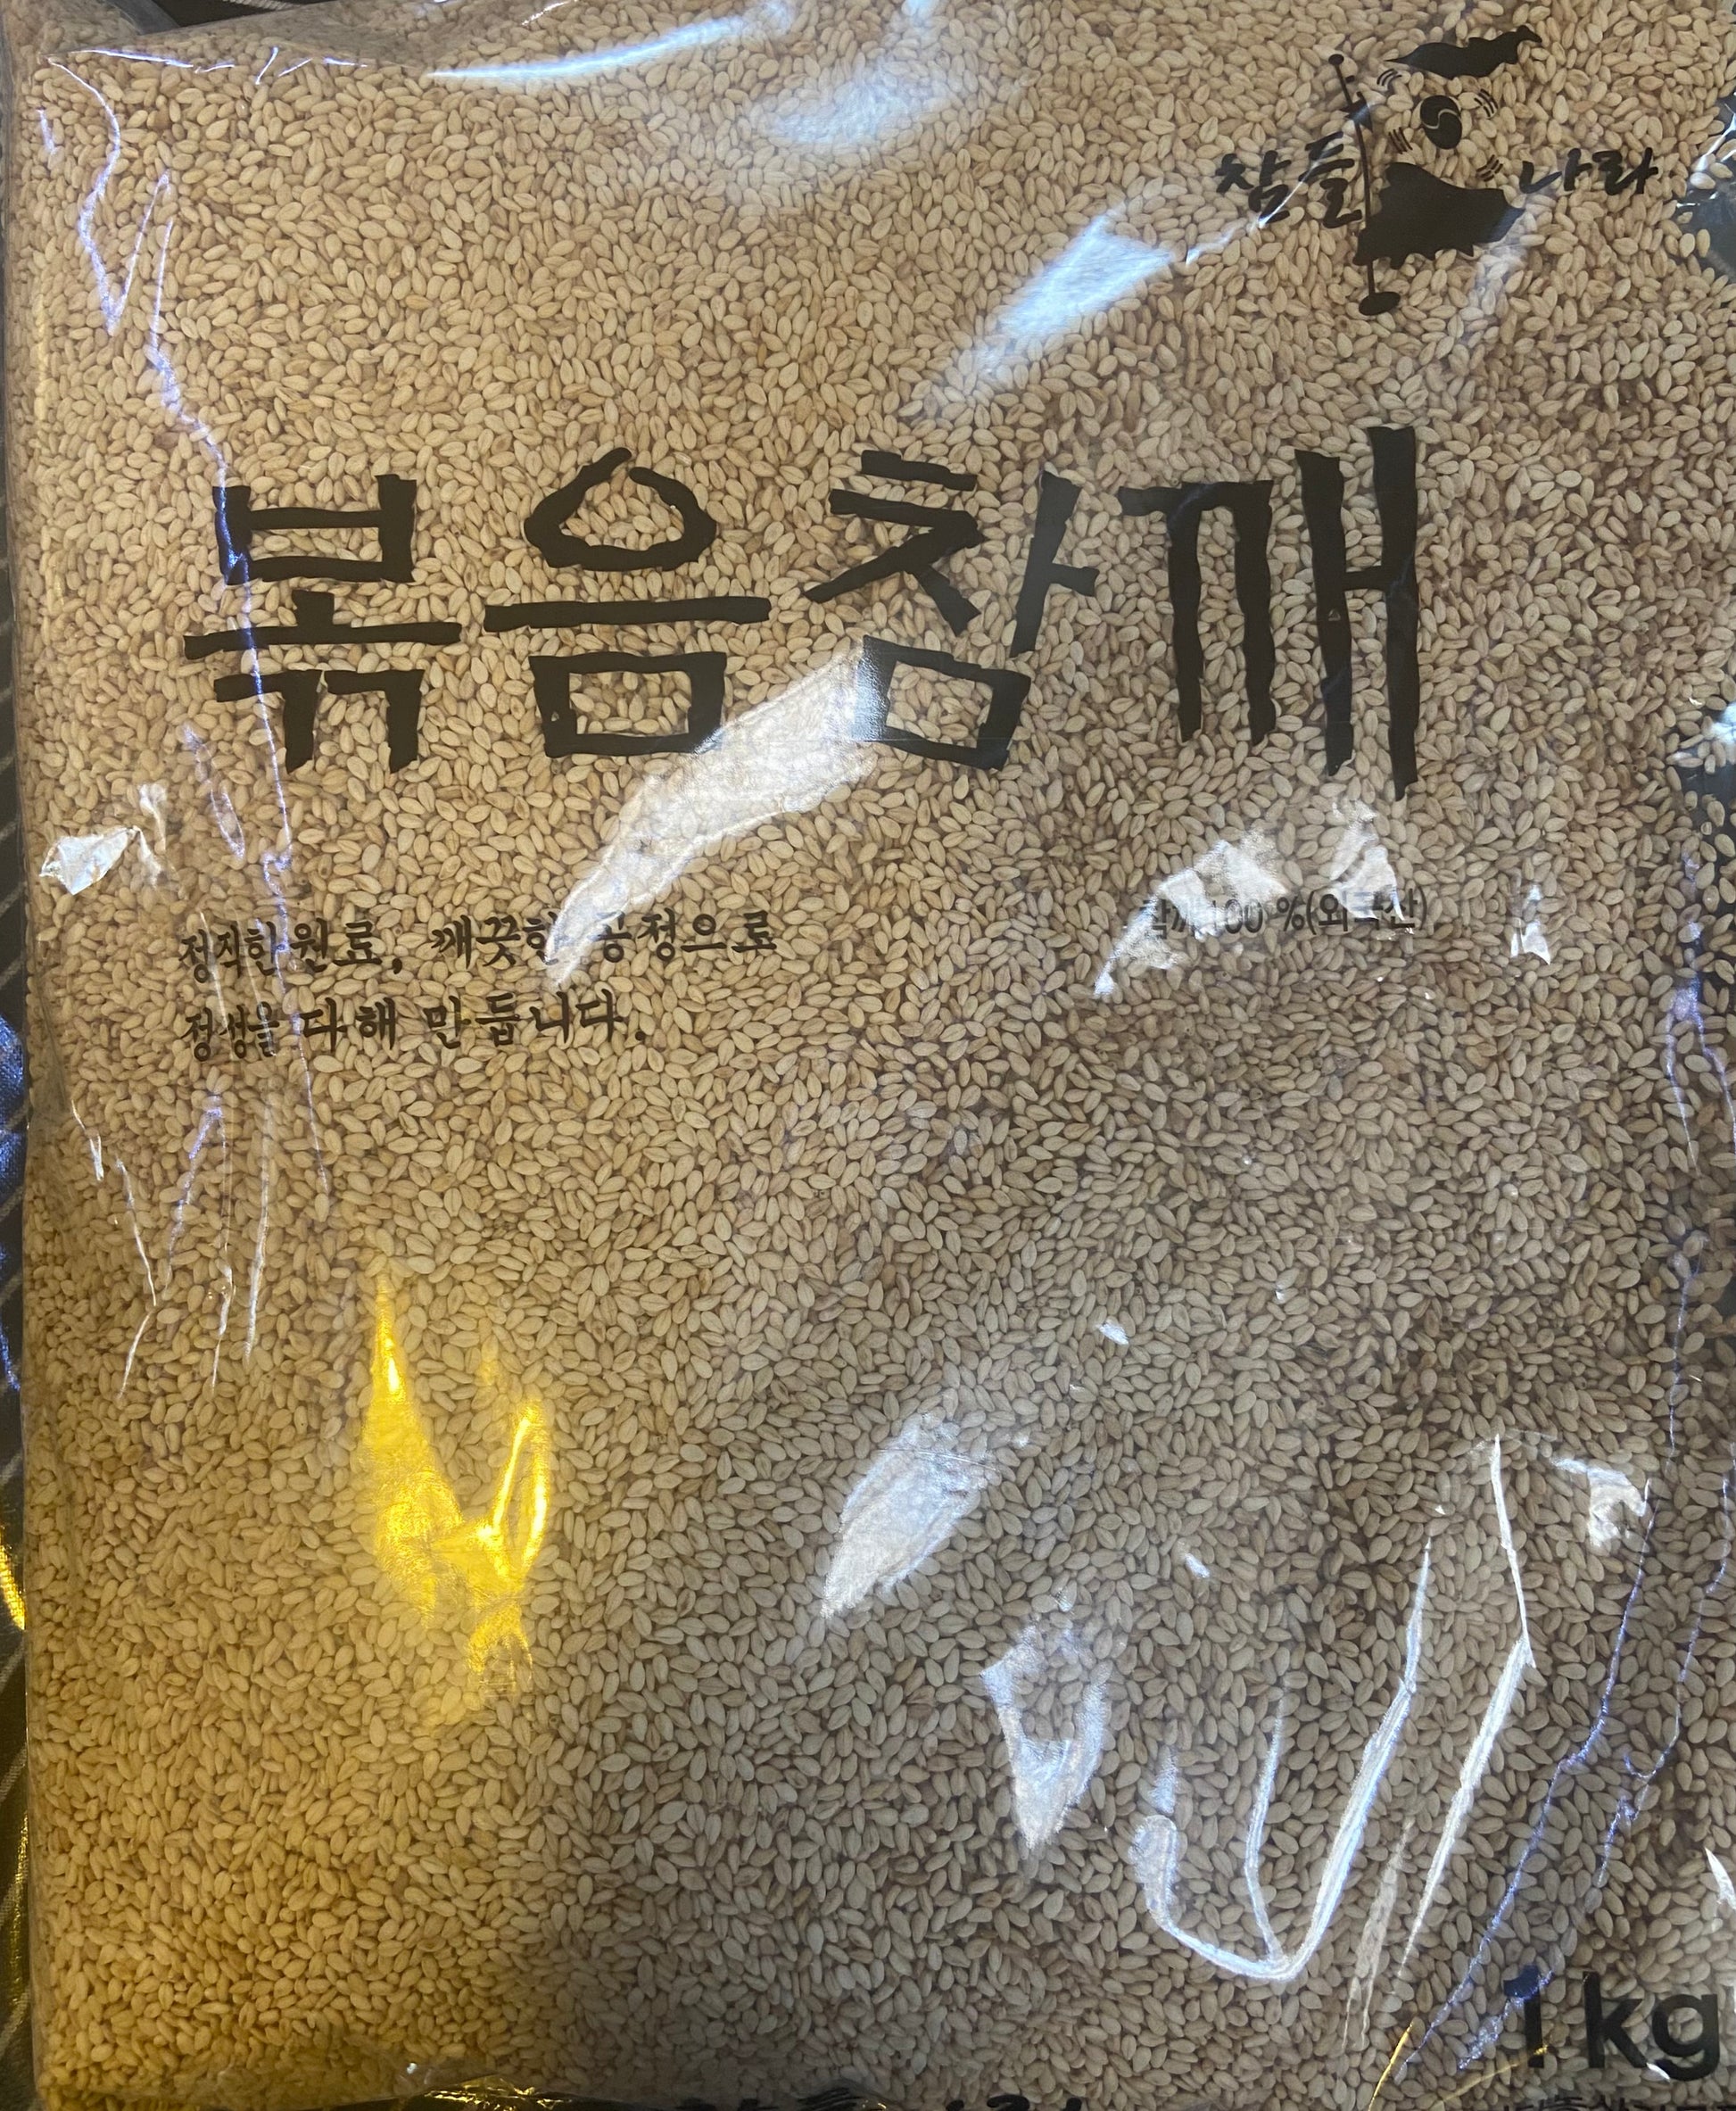 참들 나라
볶음참깨
참깨 100 %(외국산)
정직한 원료, 깨끗한 공정으로
정성을 다해 만듭니다.
1 kg